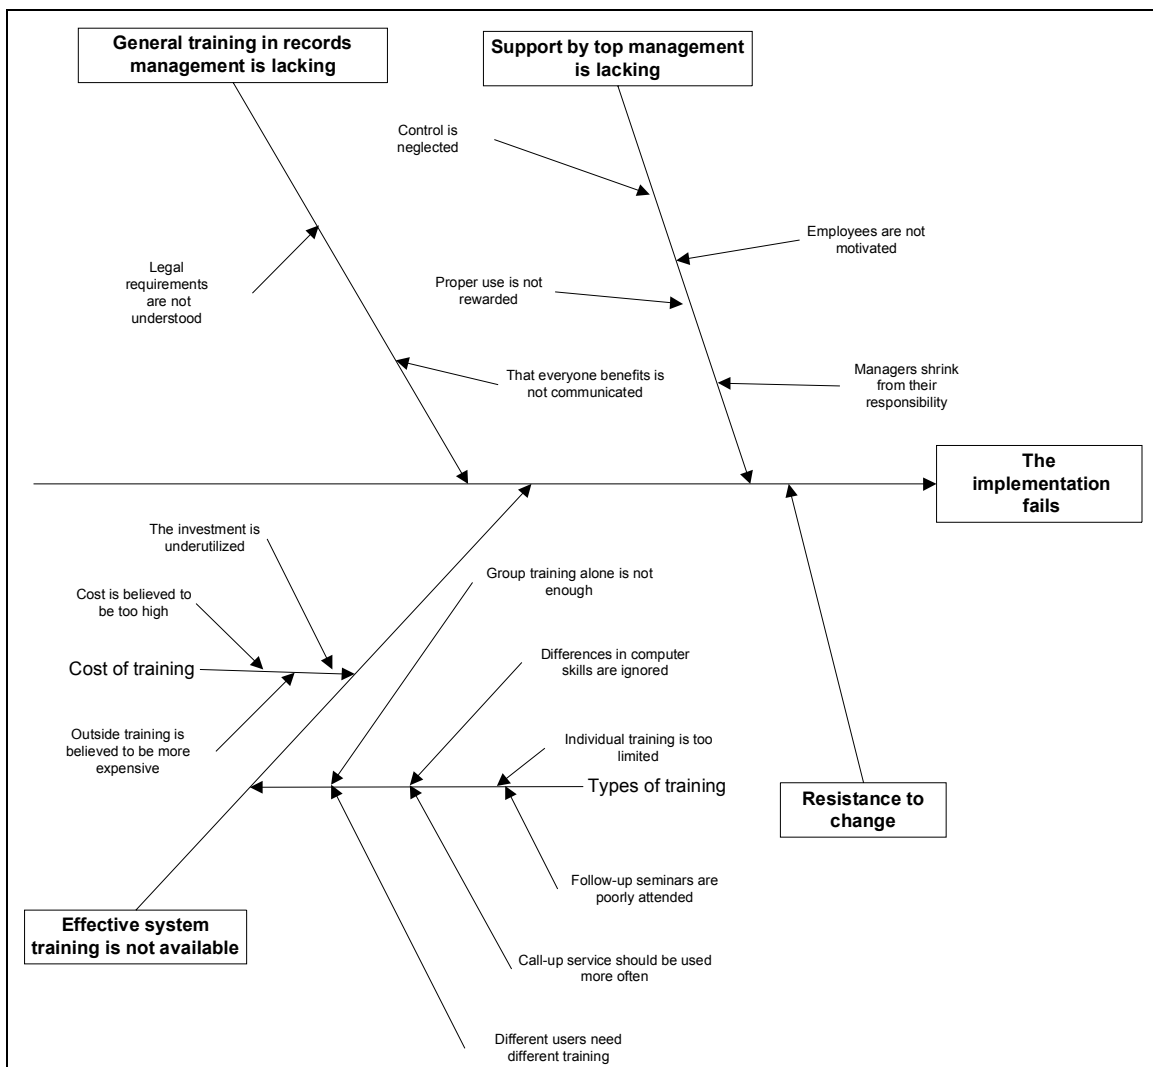 General training in records
management is lacking
Support by top management
is lacking
Control is
neglected
Employees are not
motivated
Legal
requirements
are not
understood
Proper use is not
rewarded
That everyone benefits is
not communicated
Managers shrink
from their
responsibility
The
implementation
fails
The investment is
underutilized
Group training alone is not
enough
Cost is believed to
be too high
Cost of training
Differences in computer
skills are ignored
Outside training is
believed to be more
expensive
Individual training is too
limited
Types of training
Resistance to
change
Follow-up seminars are
poorly attended
Effective system
training is not available
Call-up service should be used
more often
Different users need
different training